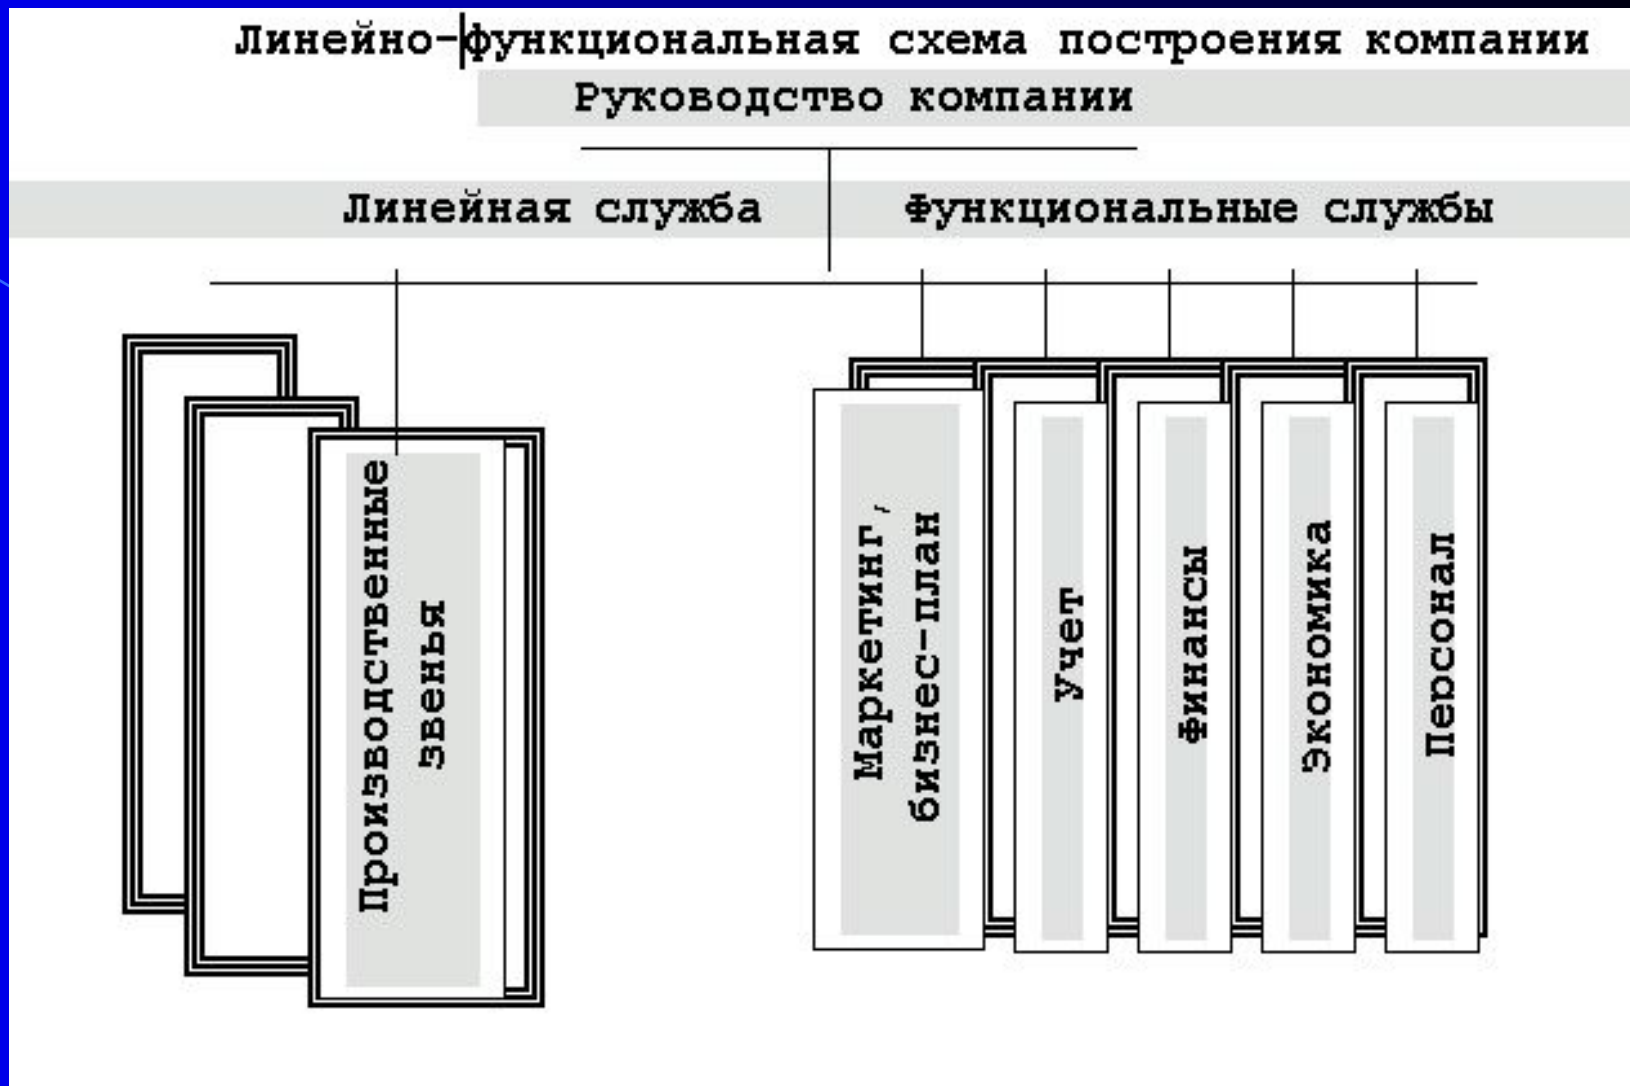 Линейно-функциональная схема построения компании
Руководство компании
Линейная служба
Функциональные службы
Производственные
звенья
Маркетинг,
бизнес-план
Учет
Финансы
Экономика
Персонал